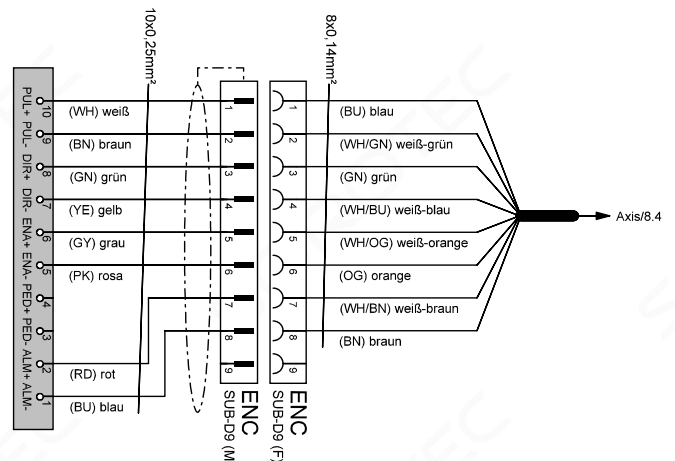 10x0,25mm²
8x0,14mm²
PUL+ PUL- DIR+ DIR- ENA+ ENA- PED+ PED- ALM+ ALM-
10
9
8
7
6
5
4
3
2
1
(WH) weiß
(BN) braun
(GN) grün
(YE) gelb
(GY) grau
(PK) rosa
(RD) rot
(BU) blau
1
2
3
4
5
6
7
8
9
ENC
SUB-D9 (M
1
2
3
4
5
6
7
8
9
ENC
SUB-D9 (F)
(BU) blau
(WH/GN) weiß-grün
(GN) grün
(WH/BU) weiß-blau
(WH/OG) weiß-orange
(OG) orange
(WH/BN) weiß-braun
(BN) braun
Axis/8.4